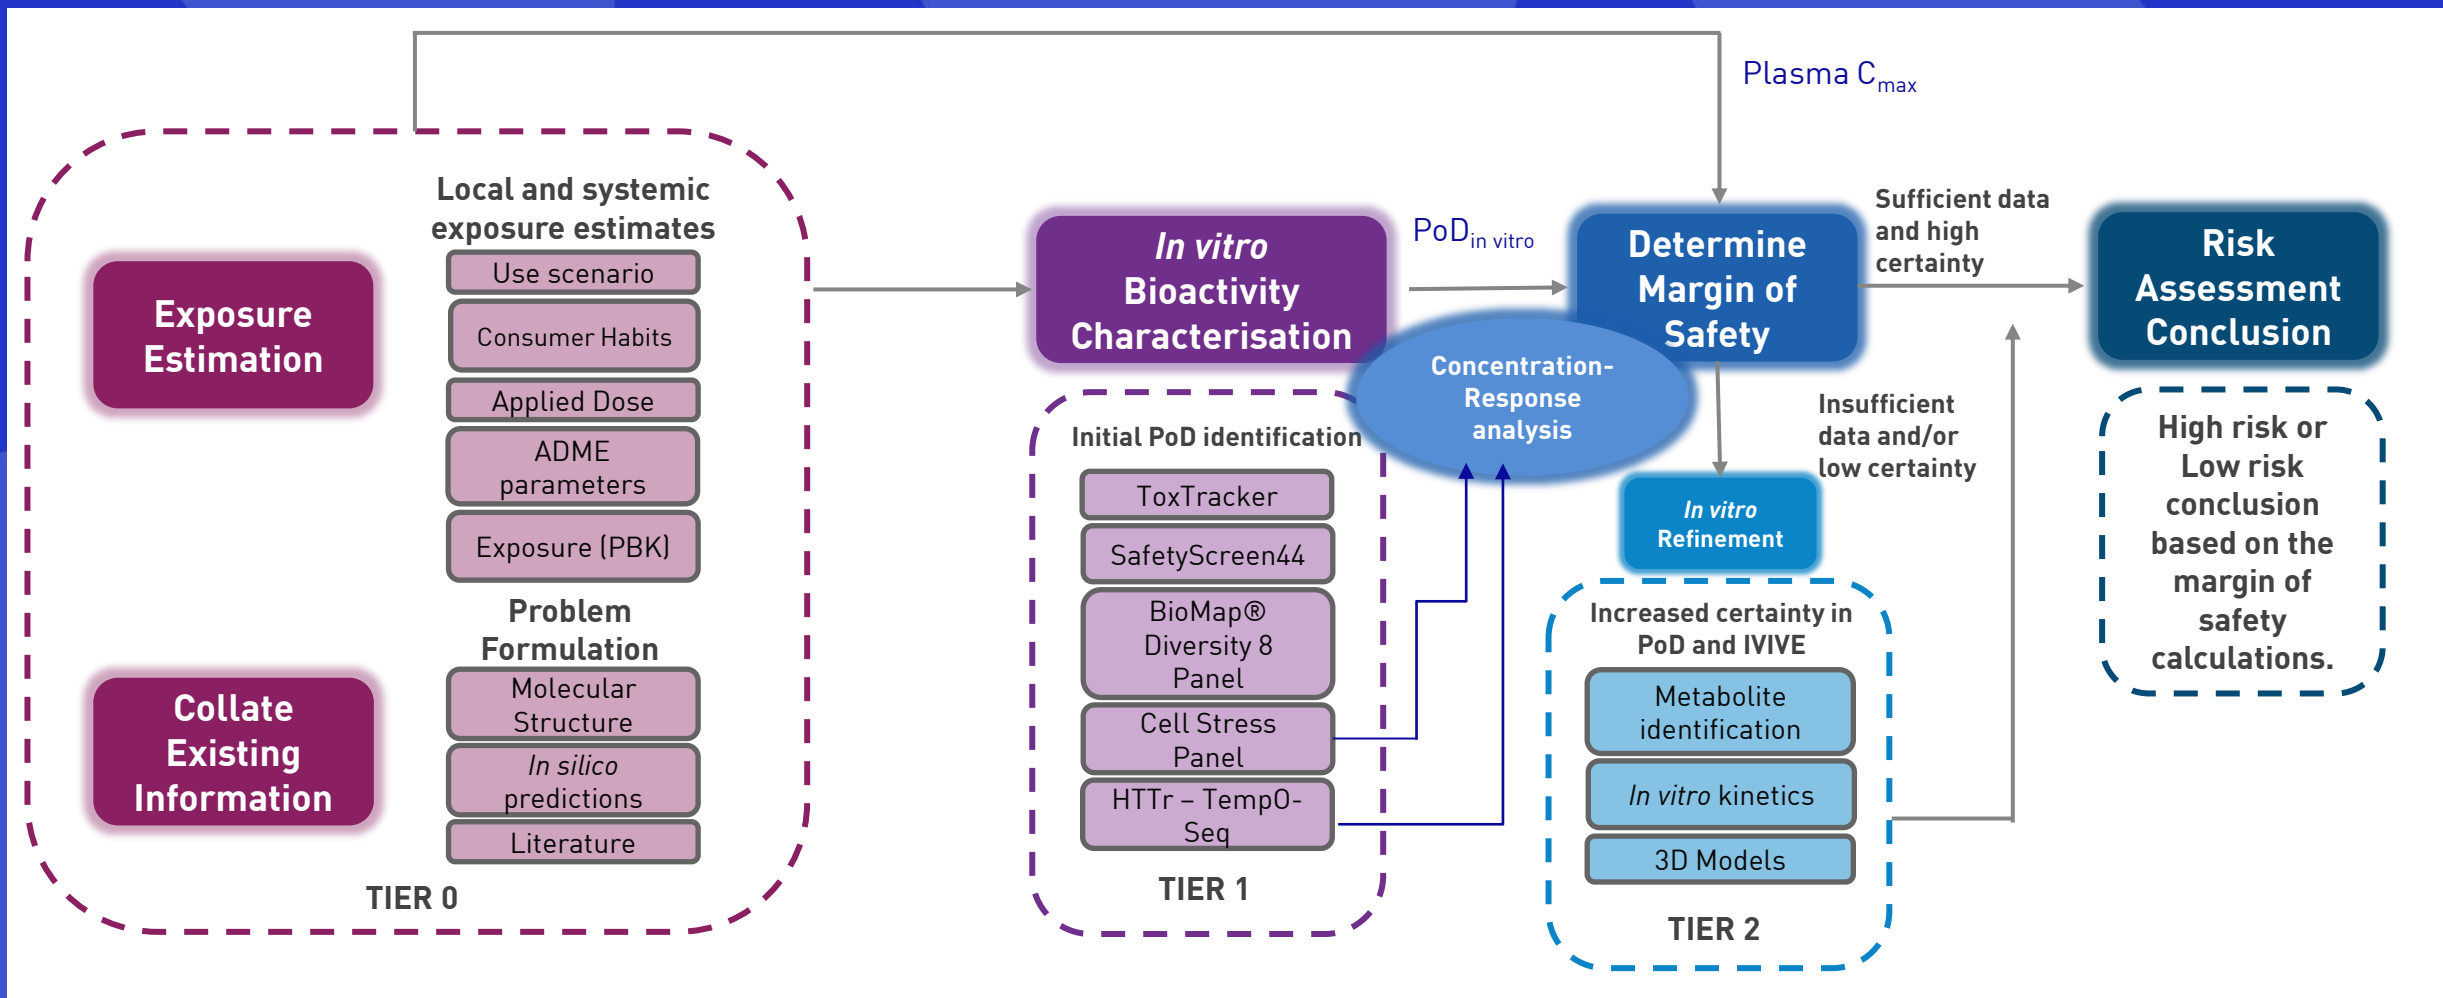 Plasma Cmax
Local and systemic
exposure estimates
Exposure
Estimation
Use scenario
Consumer Habits
Applied Dose
ADME
parameters
Exposure (PBK)
Problem
Formulation
Collate
Existing
Information
Molecular
Structure
In silico
predictions
Literature
TIER 0
In vitro
Bioactivity
Characterisation
Initial PoD identification
ToxTracker
SafetyScreen44
BioMap®
Diversity 8
Panel
Cell Stress
Panel
HTTr – TempO-
Seq
TIER 1
PoDin vitro
Concentration-
Response
analysis
Determine
Margin of
Safety
Sufficient data
and high
certainty
Insufficient
data and/or
low certainty
In vitro
Refinement
Increased certainty in
PoD and IVIVE
Metabolite
identification
In vitro kinetics
3D Models
TIER 2
Risk
Assessment
Conclusion
High risk or
Low risk
conclusion
based on the
margin of
safety
calculations.